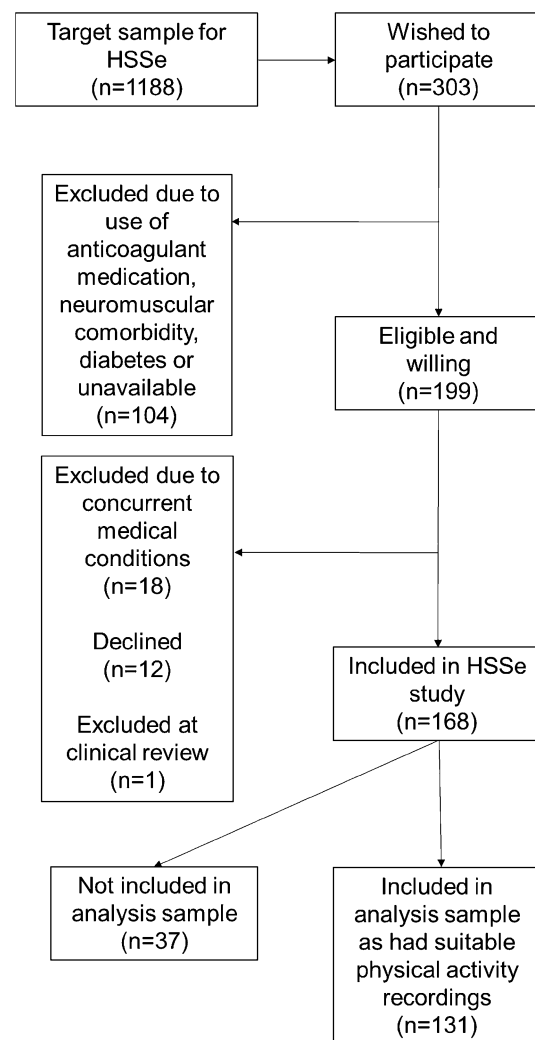 Target sample for
HSSe
(n=1188)
Wished to
participate
(n=303)
Excluded due to
use of
anticoagulant
medication,
neuromuscular
comorbidity,
diabetes or
unavailable
(n=104)
Eligible and
willing
(n=199)
Excluded due to
concurrent
medical
conditions
(n=18)
Declined
(n=12)
Excluded at
clinical review
(n=1)
Included in HSSe
study
(n=168)
Not included in
analysis sample
(n=37)
Included in
analysis sample
as had suitable
physical activity
recordings
(n=131)